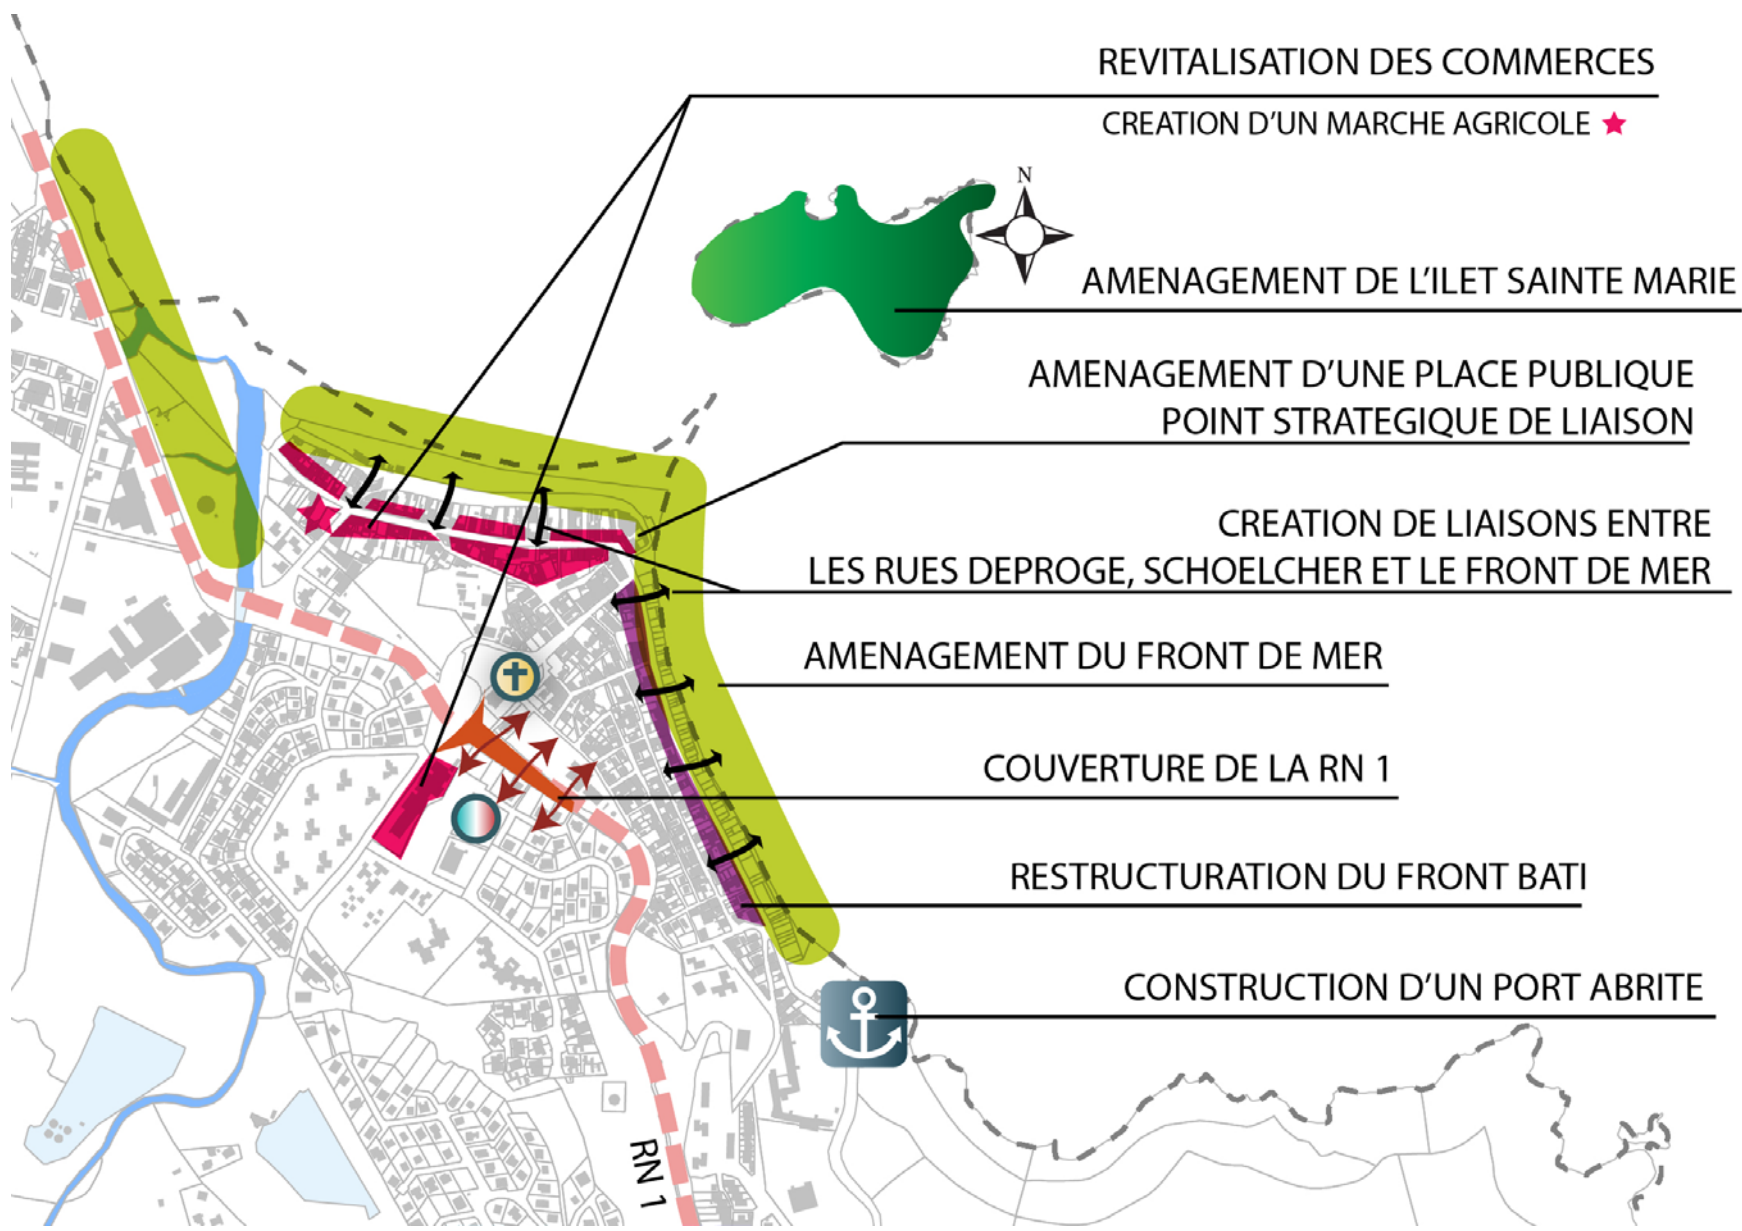 REVITALISATION DES COMMERCES
CREATION D'UN MARCHE AGRICOLE
N
AMENAGEMENT DE L'ILET SAINTE MARIE
AMENAGEMENT D'UNE PLACE PUBLIQUE
POINT STRATEGIQUE DE LIAISON
CREATION DE LIAISONS ENTRE
LES RUES DEPROGE, SCHOELCHER ET LE FRONT DE MER
AMENAGEMENT DU FRONT DE MER
COUVERTURE DE LA RN 1
RESTRUCTURATION DU FRONT BATI
CONSTRUCTION D'UN PORT ABRITE
RN 1